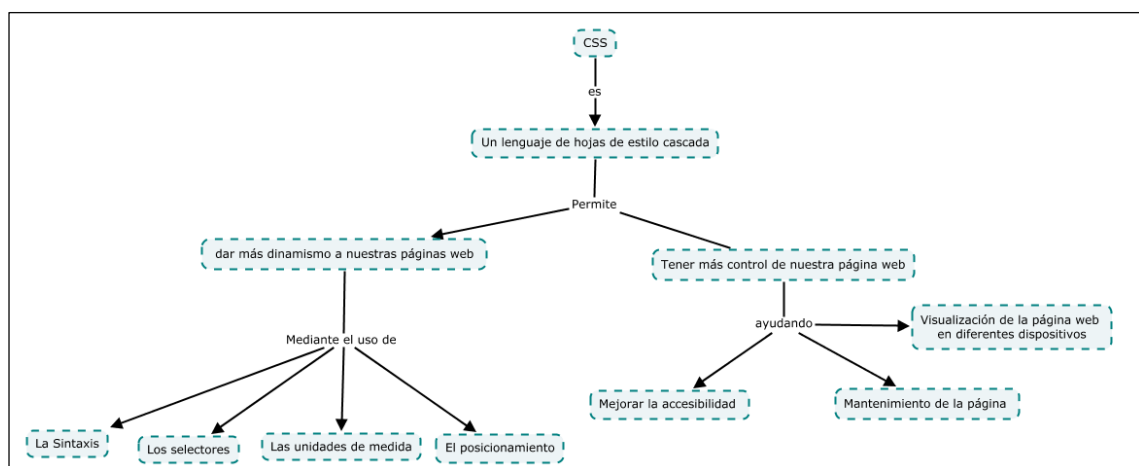 CSS
es
Un lenguaje de hojas de estilo cascada
Permite
dar más dinamismo a nuestras páginas web
Tener más control de nuestra página web
Mediante el uso de
ayudando
Visualización de la página web
en diferentes dispositivos
Mejorar la accesibilidad
Mantenimiento de la página
La Sintaxis
Los selectores
Las unidades de medida
El posicionamiento